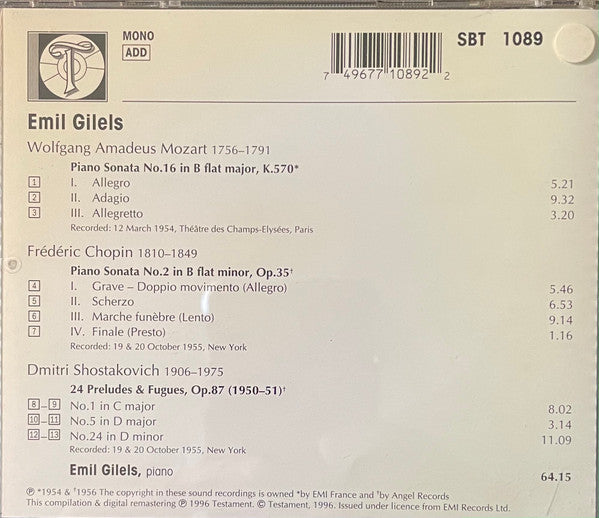 T
MONO
ADD
7 49677 10892 2
SBT 1089
Emil Gilels
Wolfgang Amadeus Mozart 1756–1791
Piano Sonata No.16 in B flat major, K.570*
1 I. Allegro 5.21
2 II. Adagio 9.32
3 III. Allegretto 3.20
Recorded: 12 March 1954, Théâtre des Champs-Elysées, Paris
Frédéric Chopin 1810–1849
Piano Sonata No.2 in B flat minor, Op.35†
4 I. Grave – Doppio movimento (Allegro) 5.46
5 II. Scherzo 6.53
6 III. Marche funèbre (Lento) 9.14
7 IV. Finale (Presto) 1.16
Recorded: 19 & 20 October 1955, New York
Dmitri Shostakovich 1906–1975
24 Preludes & Fugues, Op.87 (1950–51)†
8–9 No.1 in C major 8.02
10–11 No.5 in D major 3.14
12–13 No.24 in D minor 11.09
Recorded: 19 & 20 October 1955, New York
Emil Gilels, piano 64.15
℗ *1954 & †1956 The copyright in these sound recordings is owned *by EMI France and †by Angel Records
This compilation & digital remastering ℗ 1996 Testament. © Testament, 1996. Issued under licence from EMI Records Ltd.